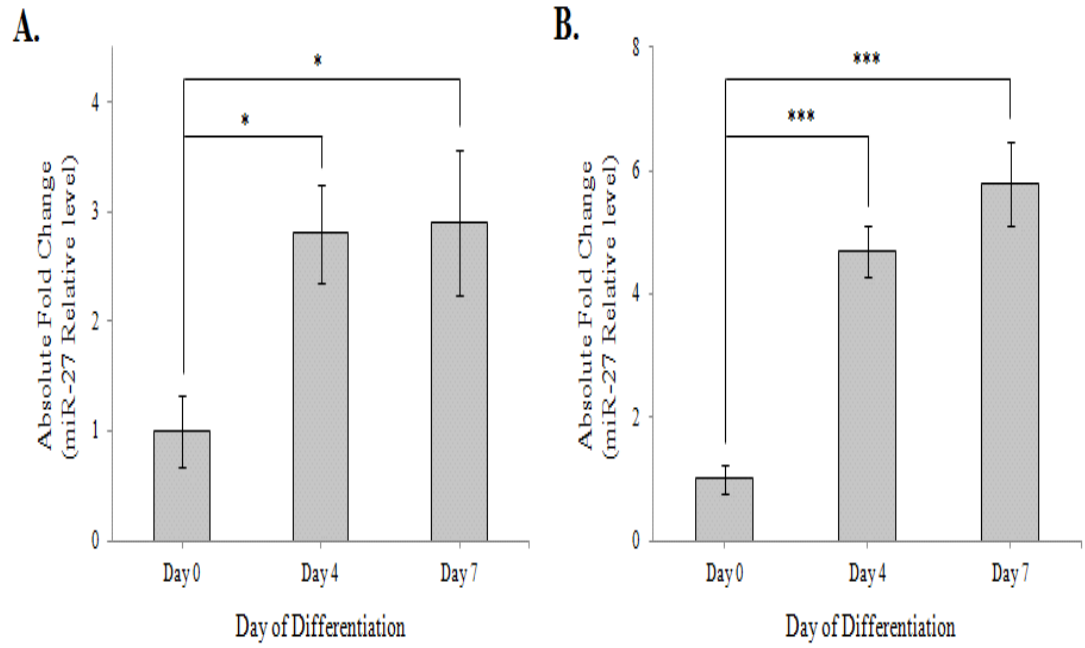 A.
*
*
4
3
2
1
0
Absolute Fold Change
(miR-27 Relative level)
Day 0 Day 4 Day 7
Day of Differentiation
B.
***
***
8
6
4
2
0
Absolute Fold Change
(miR-27 Relative level)
Day 0 Day 4 Day 7
Day of Differentiation